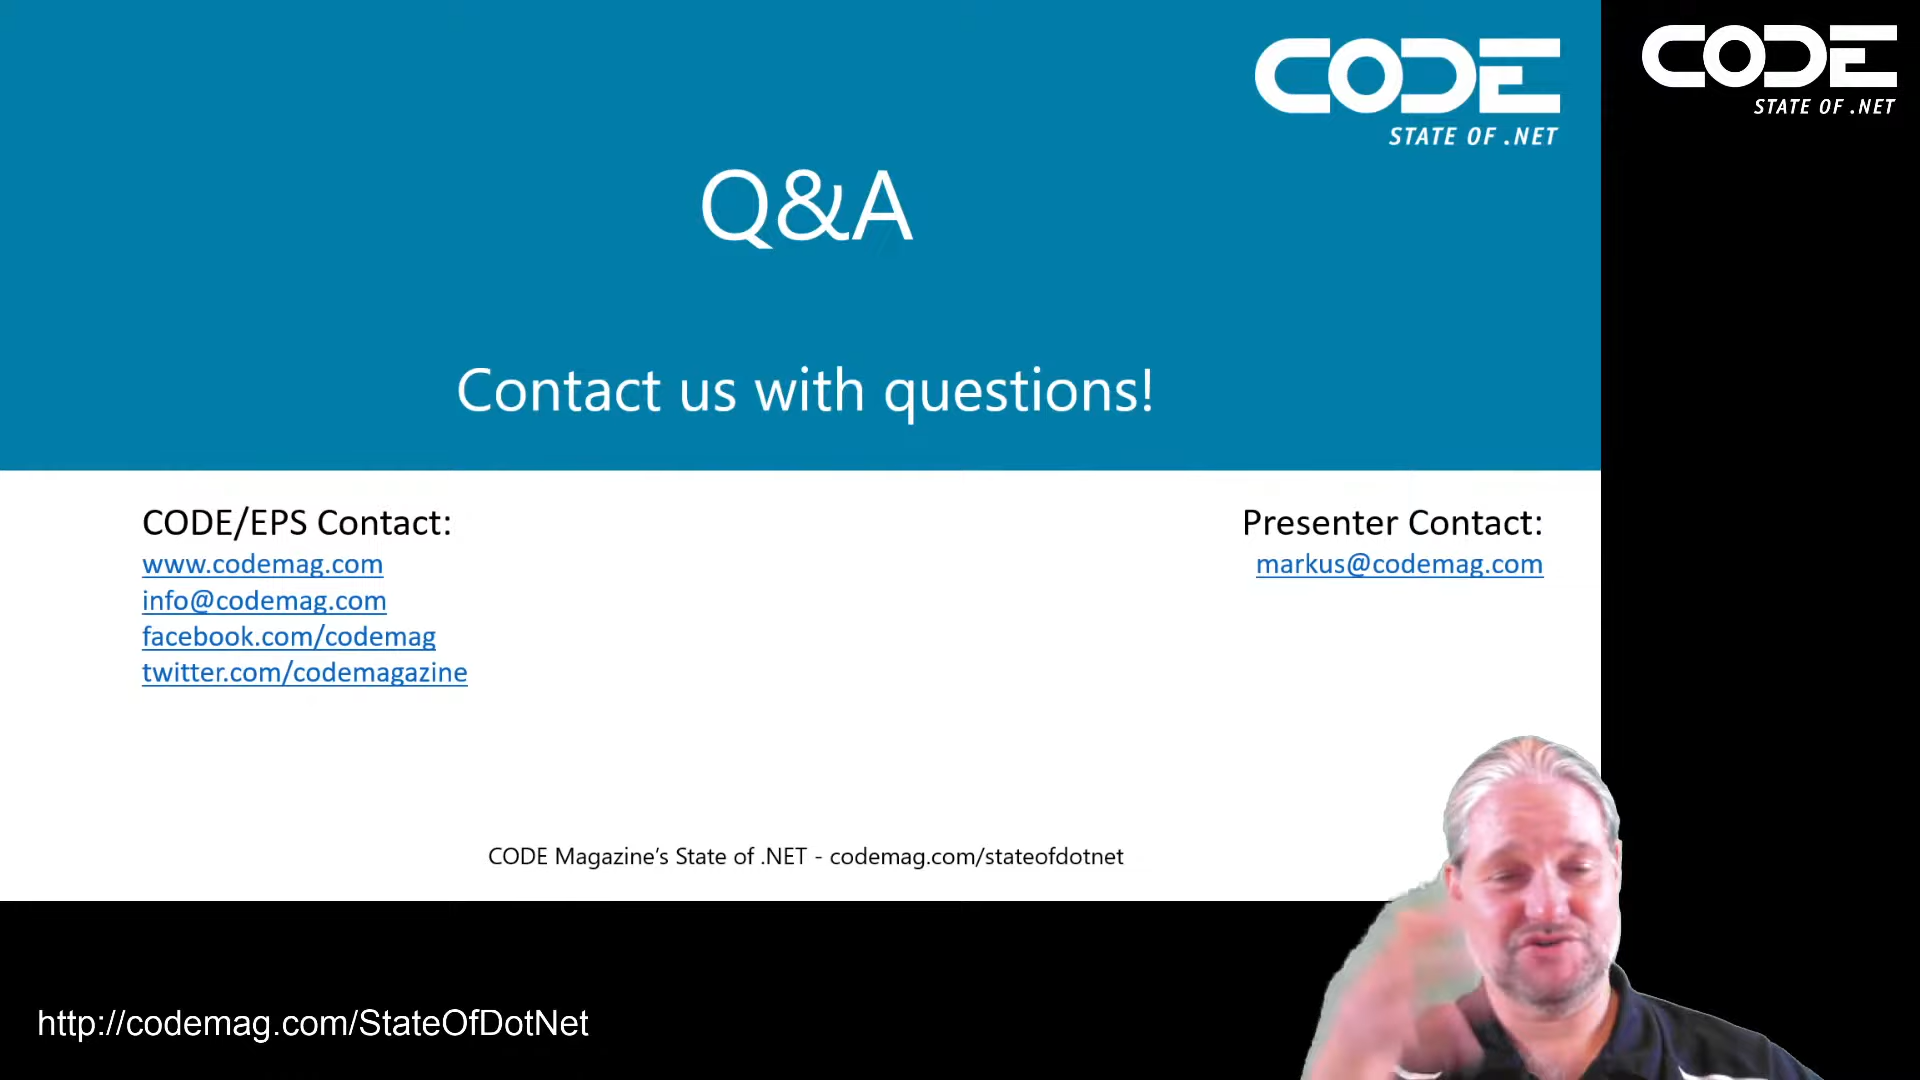 CODE
STATE OF .NET
CODE
STATE OF .NET
Q&A
Contact us with questions!
CODE/EPS Contact:
www.codemag.com
info@codemag.com
facebook.com/codemag
twitter.com/codemagazine
Presenter Contact:
markus@codemag.com
CODE Magazine’s State of .NET - codemag.com/stateofdotnet
http://codemag.com/StateOfDotNet